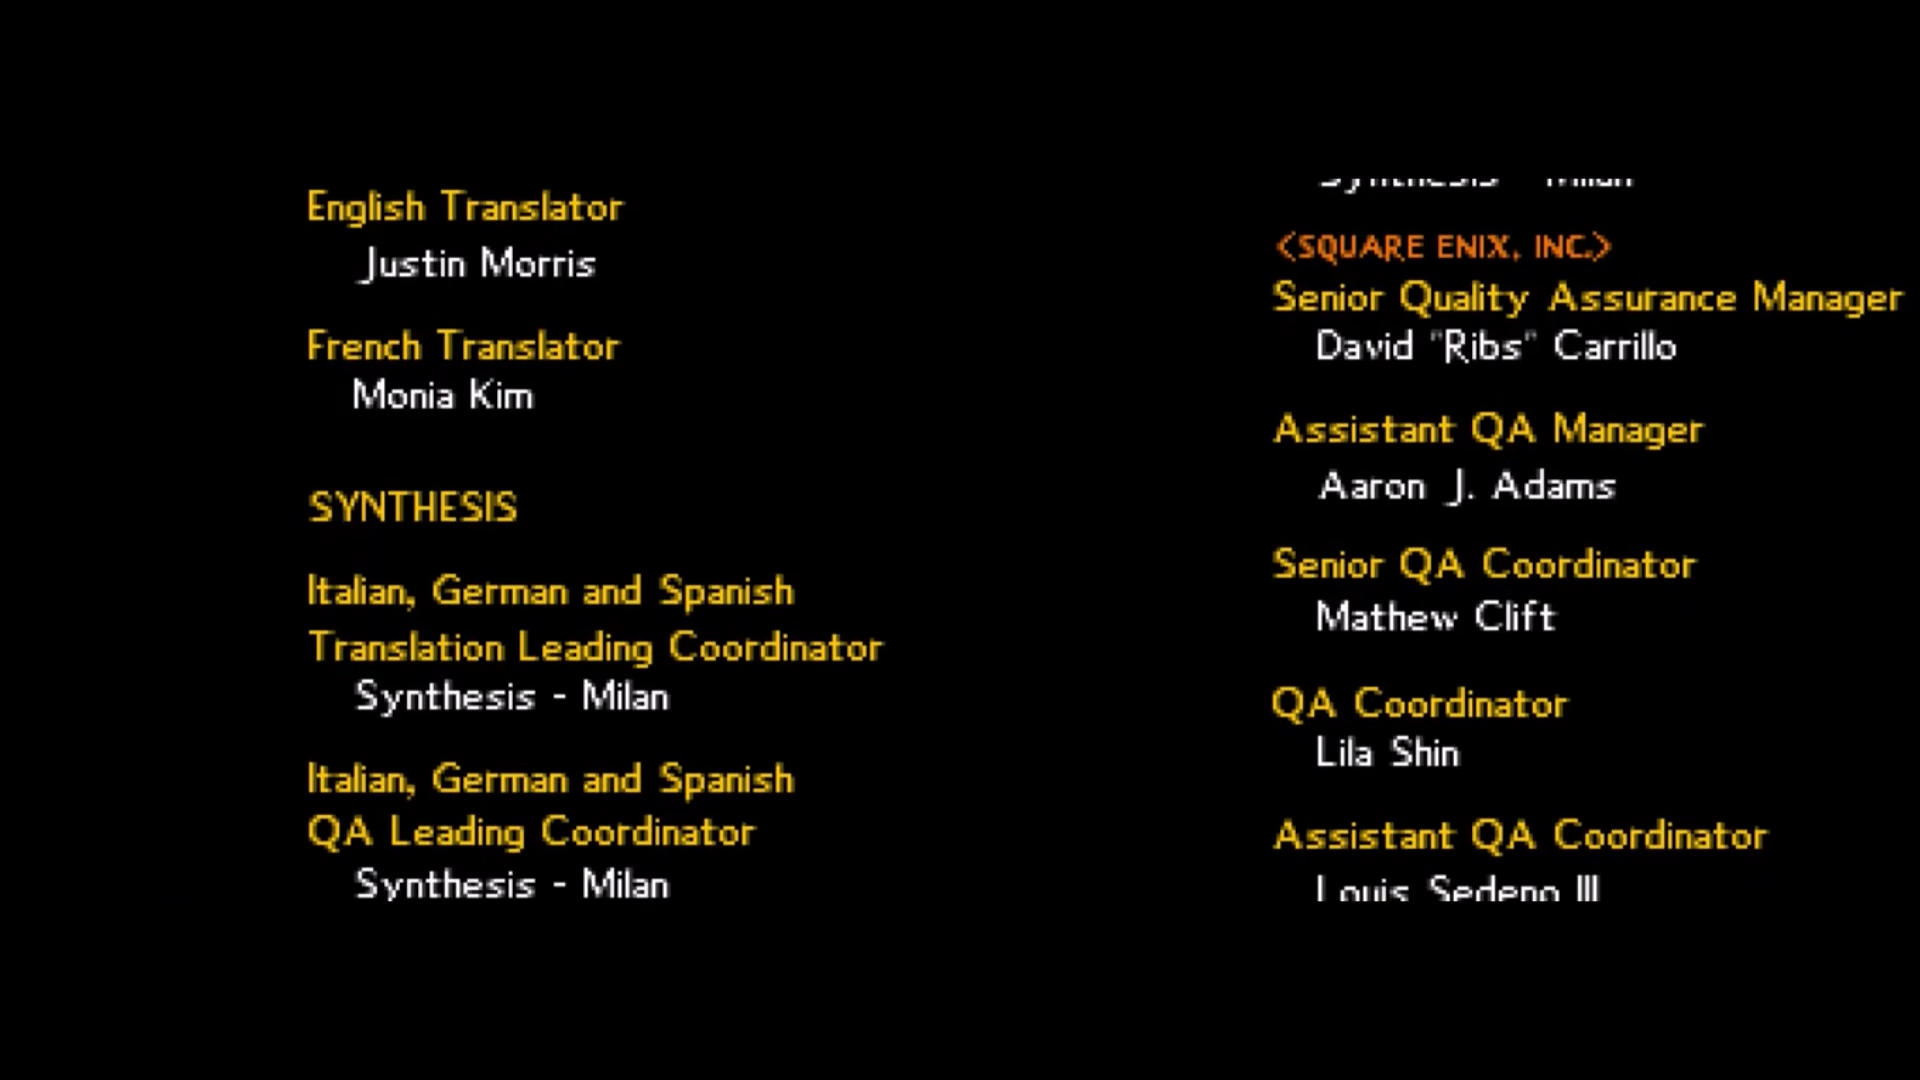 English Translator
Justin Morris
French Translator
Monia Kim
SYNTHESIS
Italian, German and Spanish
Translation Leading Coordinator
Synthesis - Milan
Italian, German and Spanish
QA Leading Coordinator
Synthesis - Milan
Synthesis - Milan
<SQUARE ENIX, INC.>
Senior Quality Assurance Manager
David "Ribs" Carrillo
Assistant QA Manager
Aaron J. Adams
Senior QA Coordinator
Mathew Clift
QA Coordinator
Lila Shin
Assistant QA Coordinator
Louis Sedeno III